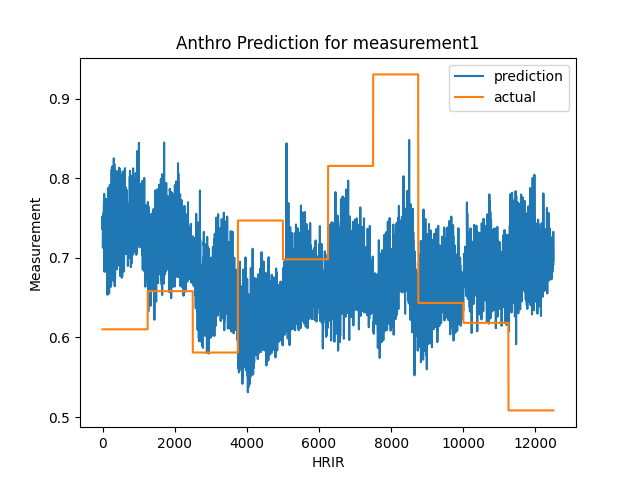 Anthro Prediction for measurement1
prediction
actual
Measurement
0.9
0.8
0.7
0.6
0.5
0 2000 4000 6000 8000 10000 12000
HRIR